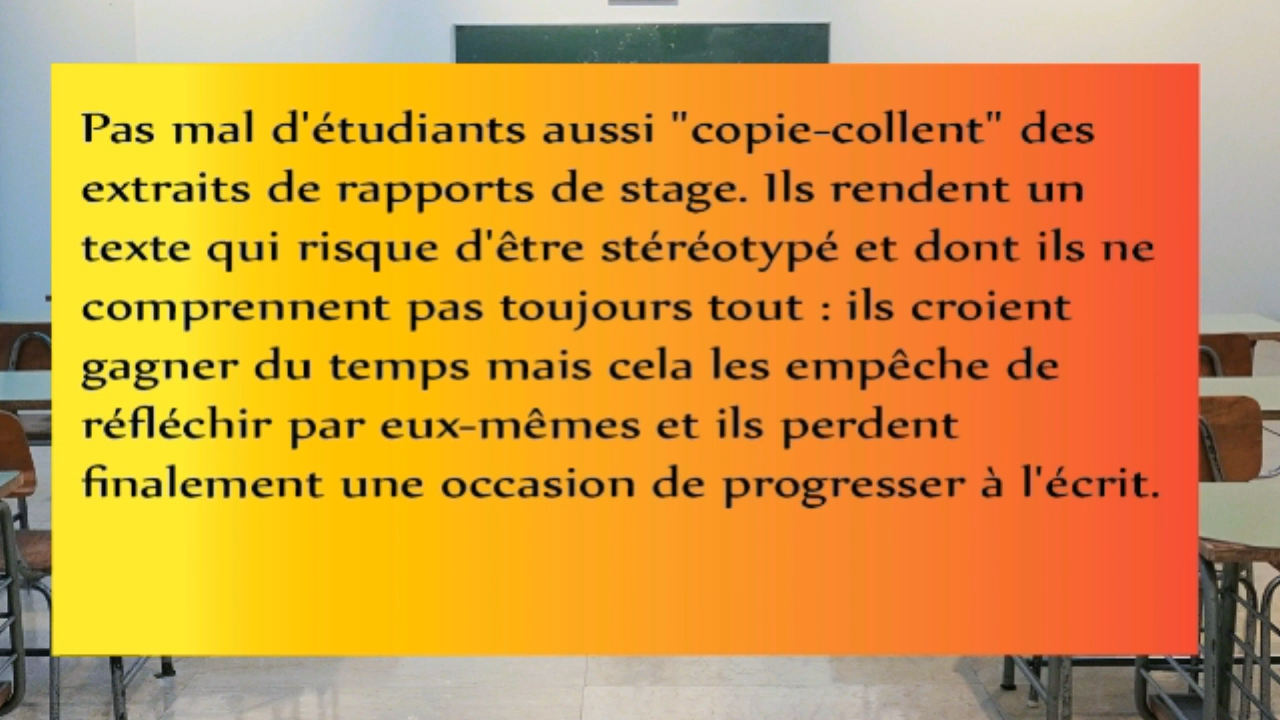 Pas mal d'étudiants aussi "copie-collent" des
extraits de rapports de stage. Ils rendent un
texte qui risque d'être stéréotypé et dont ils ne
comprennent pas toujours tout : ils croient
gagner du temps mais cela les empêche de
réfléchir par eux-mêmes et ils perdent
finalement une occasion de progresser à l'écrit.